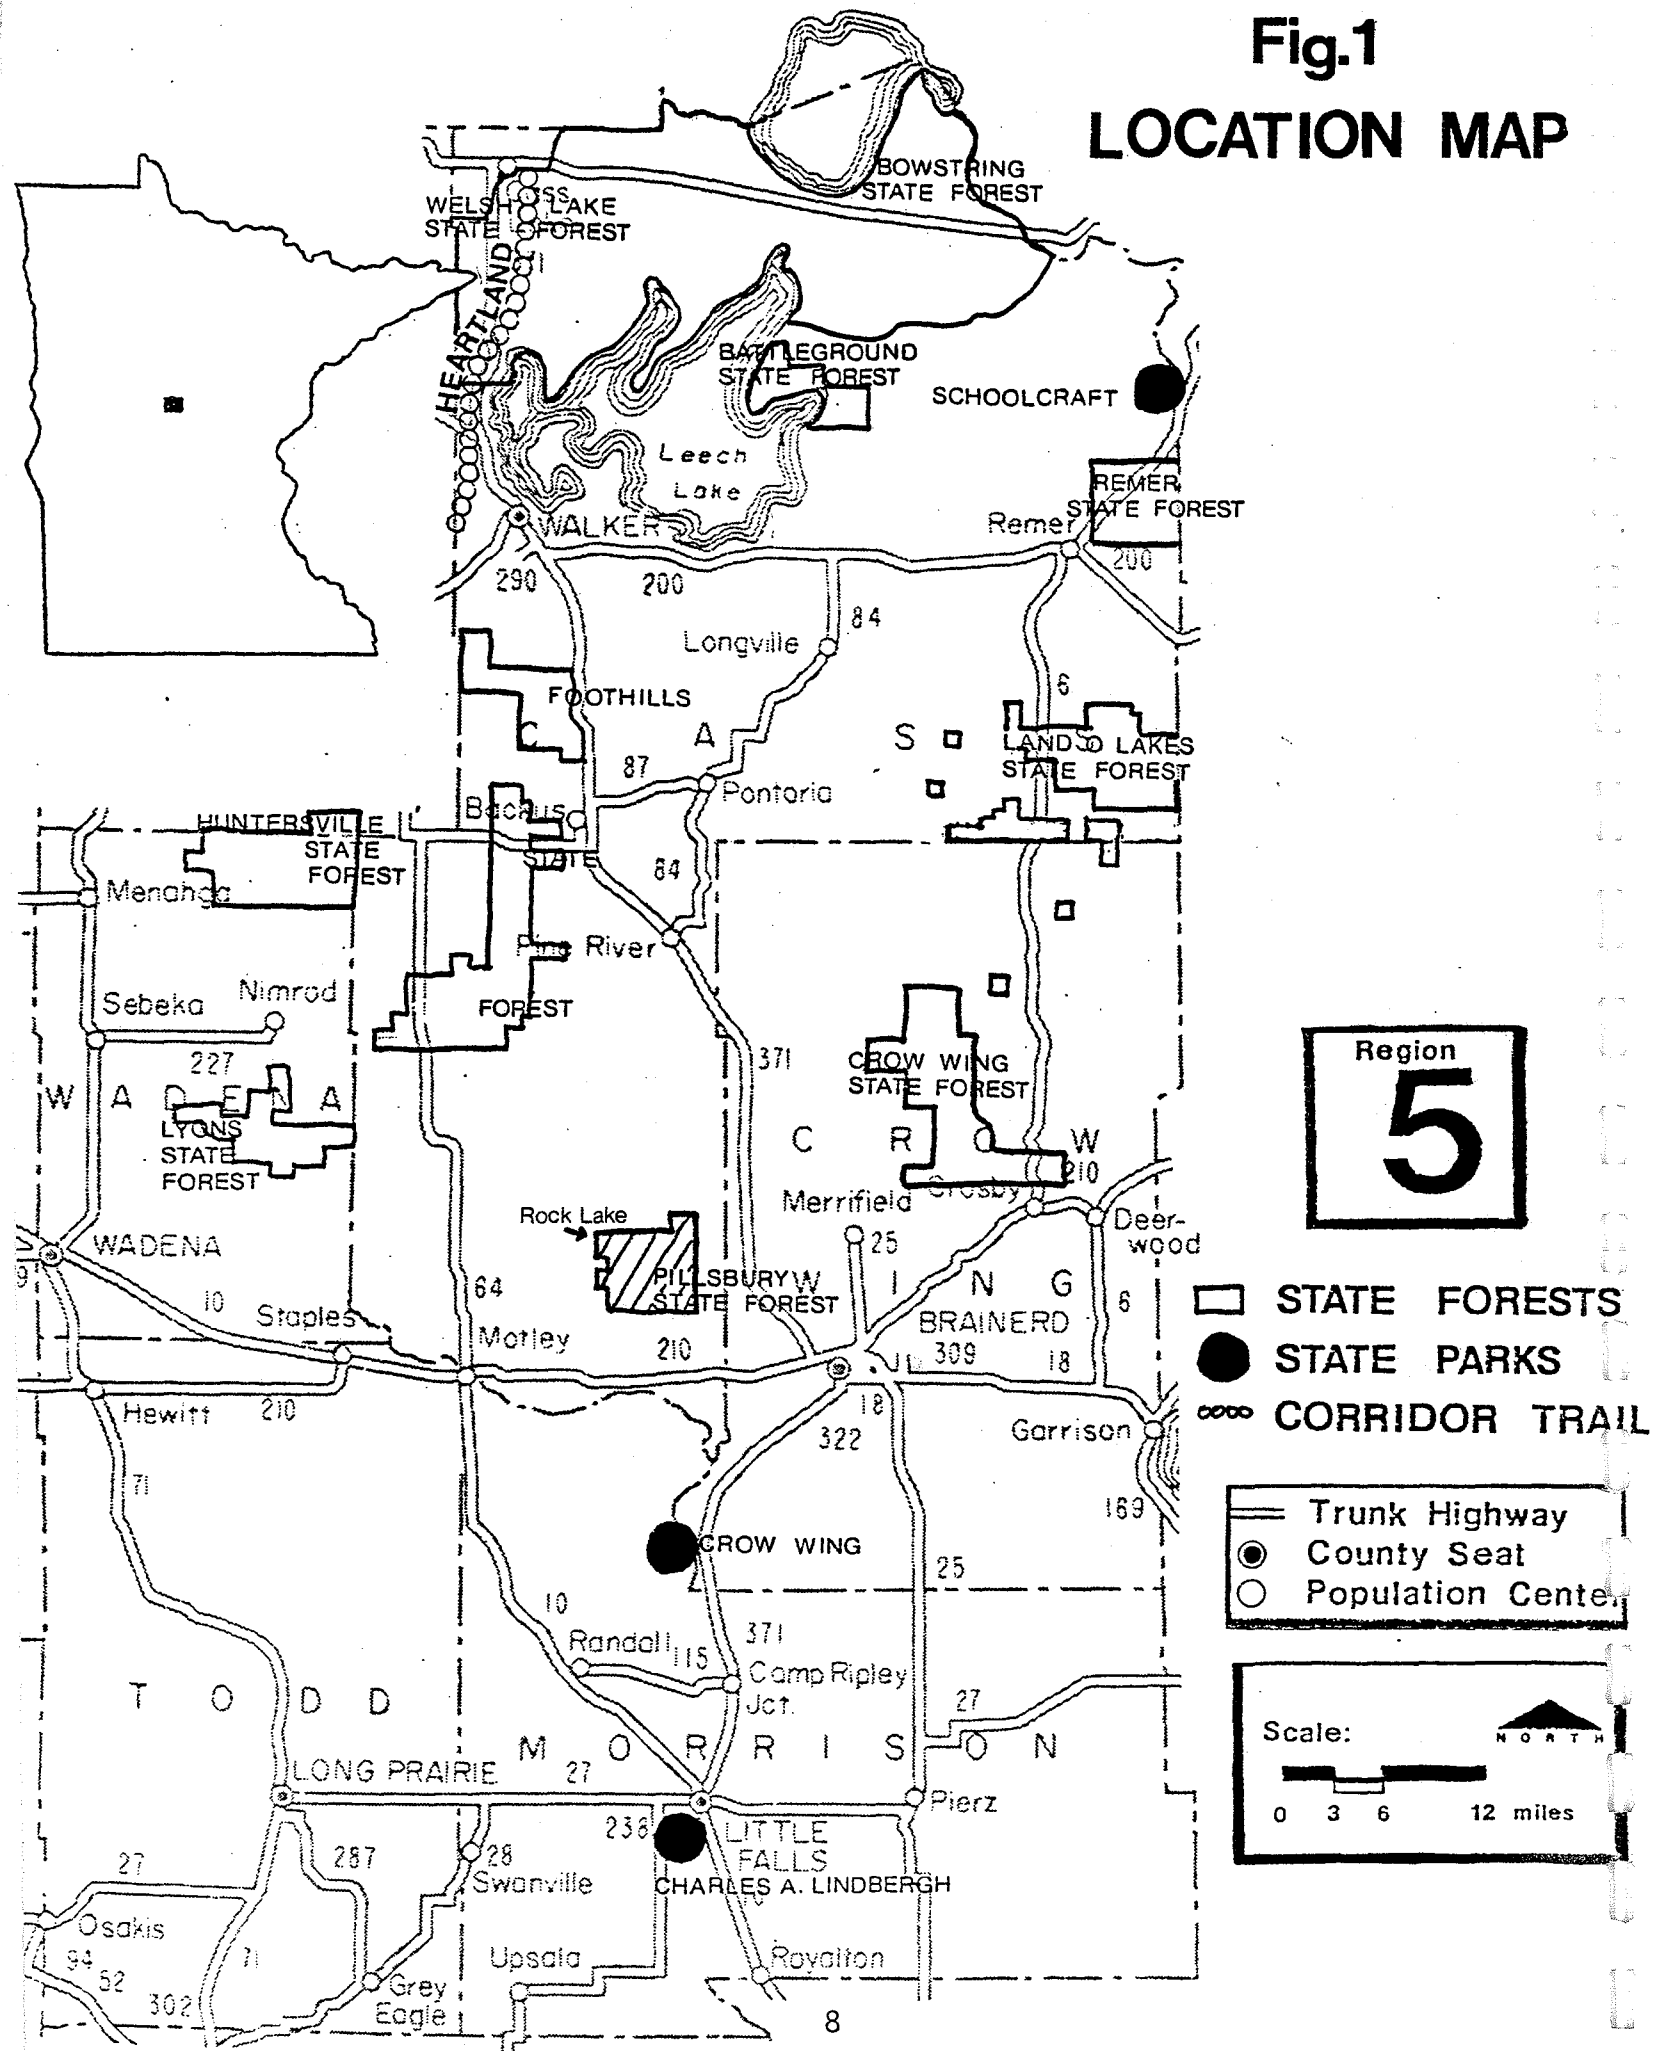 Fig.1
LOCATION MAP
BOWSTRING
STATE FOREST
WELSH LAKE
STATE FOREST
71
HEARTLAND
BATTLEGROUND
STATE FOREST
SCHOOLCRAFT
Leech
Lake
REMER
STATE FOREST
WALKER
Remer
290
200
200
84
Longville
6
FOOTHILLS
C A S S
LAND O LAKES
STATE FOREST
87
Pontoria
Backus
HUNTERSVILLE
STATE
FOREST
STATE
84
Menahga
Pine River
Sebeka
Nimrod
FOREST
227
371
CROW WING
STATE FOREST
Region
5
W A D E N A
LYONS
STATE
FOREST
C R O W
210
Crosby
Merrifield
Rock Lake
Deer-
wood
WADENA
25
9
PILLSBURY
STATE FOREST
W I N G
64
10
Staples
BRAINERD
6
STATE FORESTS
Motley
210
309
18
STATE PARKS
Hewitt
210
18
322
Garrison
CORRIDOR TRAIL
71
169
Trunk Highway
CROW WING
County Seat
25
Population Center
10
Randall
115
371
Camp Ripley
Jct.
27
T O D D
M O R R I S O N
Scale:
NORTH
LONG PRAIRIE
27
Pierz
0 3 6 12 miles
238
LITTLE
FALLS
27
287
28
Swanville
CHARLES A. LINDBERGH
10
Osakis
94
52
71
Upsala
Royalton
302
Grey
Eagle
8